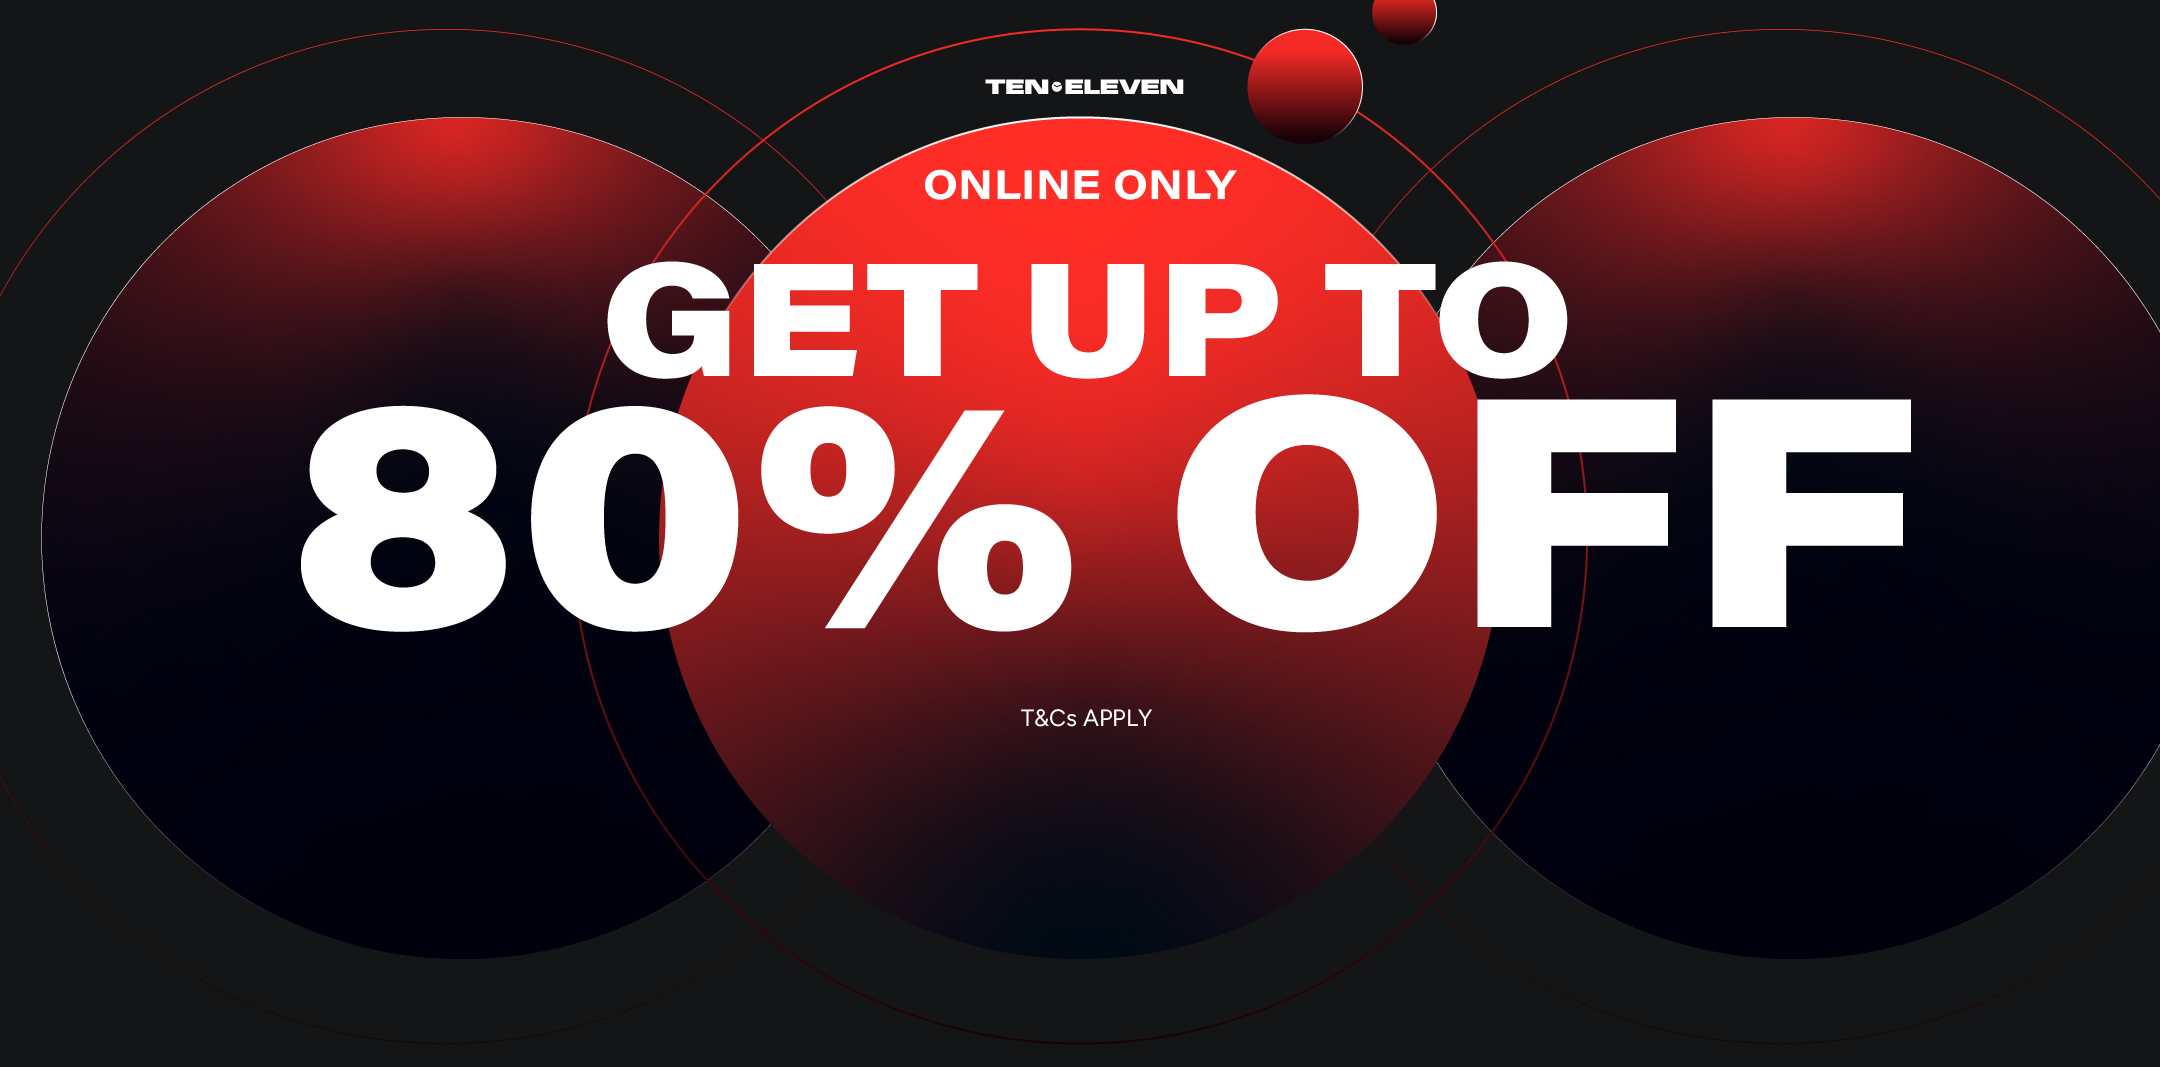 TEN ELEVEN
ONLINE ONLY
GET UP TO
80% OFF
T&Cs APPLY